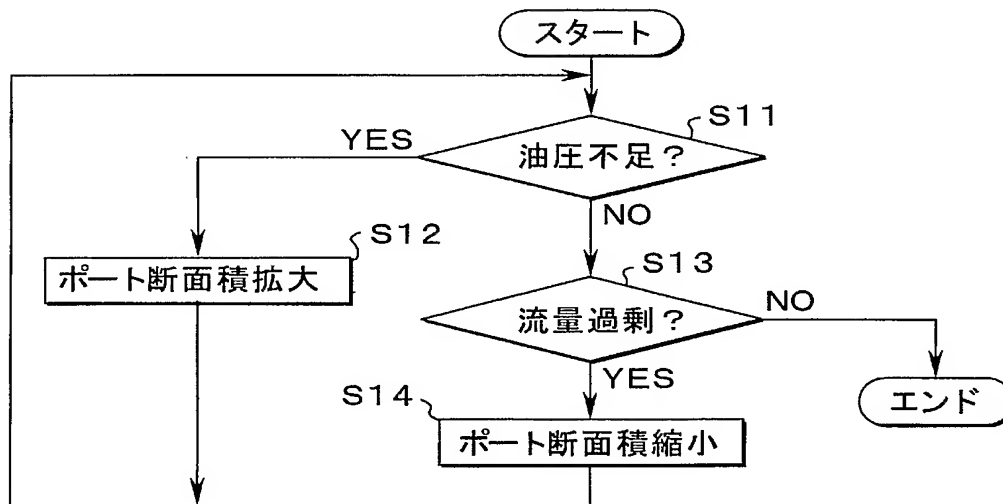 スタート
S11
YES
油圧不足？
NO
S12
ポート断面積拡大
S13
流量過剰？
NO
YES
エンド
S14
ポート断面積縮小